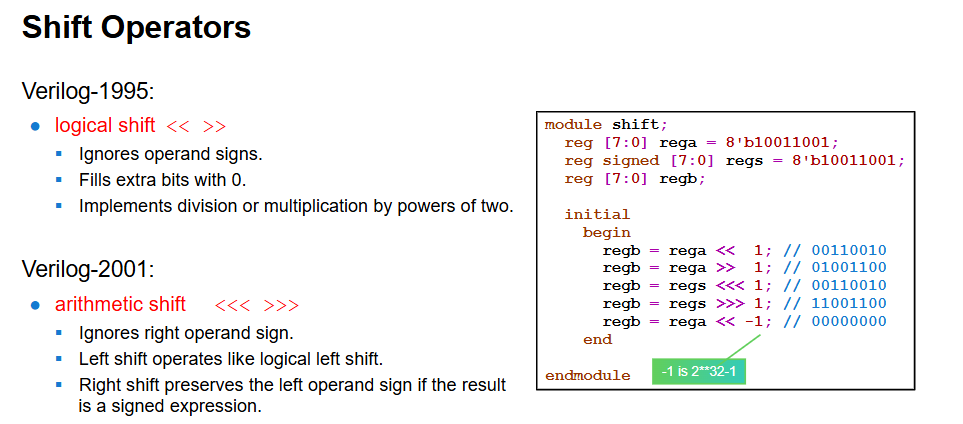 Shift Operators
Verilog-1995:
● logical shift << >>
▪ Ignores operand signs.
▪ Fills extra bits with 0.
▪ Implements division or multiplication by powers of two.
Verilog-2001:
● arithmetic shift <<< >>>
▪ Ignores right operand sign.
▪ Left shift operates like logical left shift.
▪ Right shift preserves the left operand sign if the result
is a signed expression.
module shift;
reg [7:0] rega = 8'b10011001;
reg signed [7:0] regs = 8'b10011001;
reg [7:0] regb;
initial
begin
regb = rega << 1; // 00110010
regb = rega >> 1; // 01001100
regb = regs <<< 1; // 00110010
regb = regs >>> 1; // 11001100
regb = rega << -1; // 00000000
end
endmodule
-1 is 2**32-1